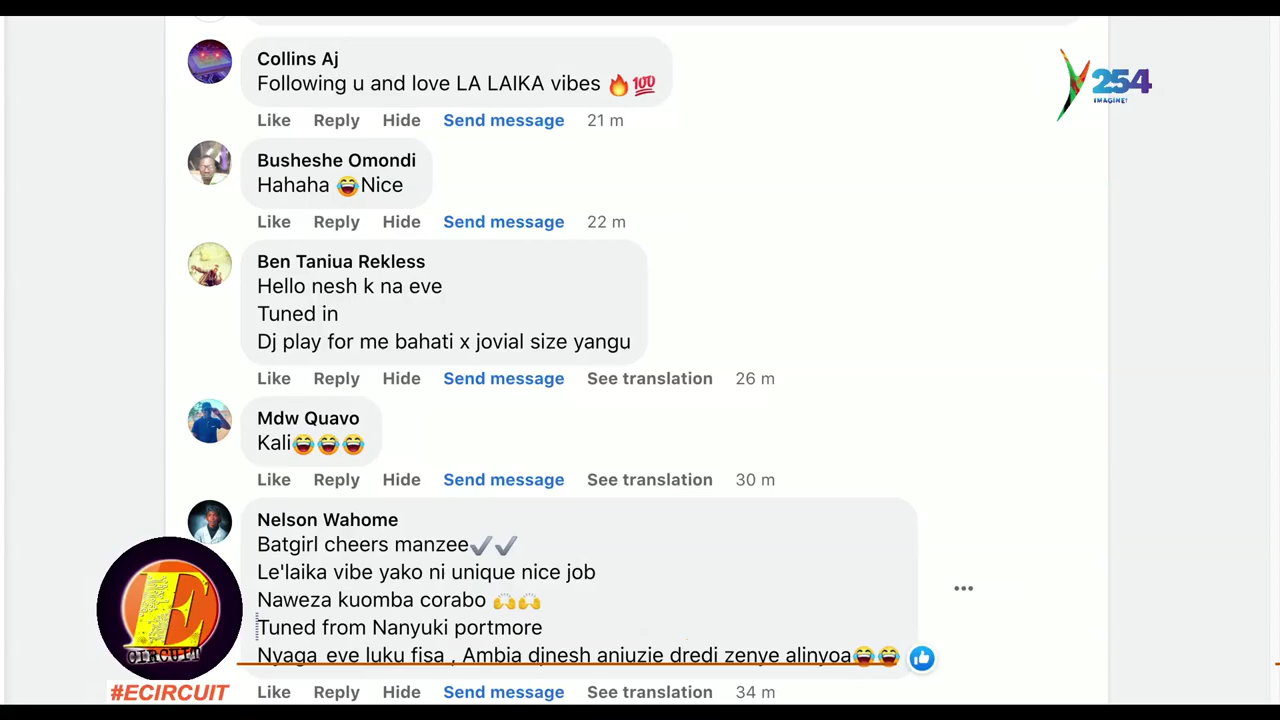 Collins Aj
Following u and love LA LAIKA vibes 🔥💯
Like Reply Hide Send message 21 m
254
IMAGINE!
Busheshe Omondi
Hahaha 😂Nice
Like Reply Hide Send message 22 m
Ben Taniua Rekless
Hello nesh k na eve
Tuned in
Dj play for me bahati x jovial size yangu
Like Reply Hide Send message See translation 26 m
Mdw Quavo
Kali😂😂😂
Like Reply Hide Send message See translation 30 m
Nelson Wahome
Batgirl cheers manzee✔️✔️
Le'laika vibe yako ni unique nice job
Naweza kuomba corabo 🙌🙌
Tuned from Nanyuki portmore
Nyaga eve luku fisa , Ambia djnesh aniuzie dredi zenye alinyoa😂😂
Like Reply Hide Send message See translation 34 m
E
CIRCUIT
#ECIRCUIT